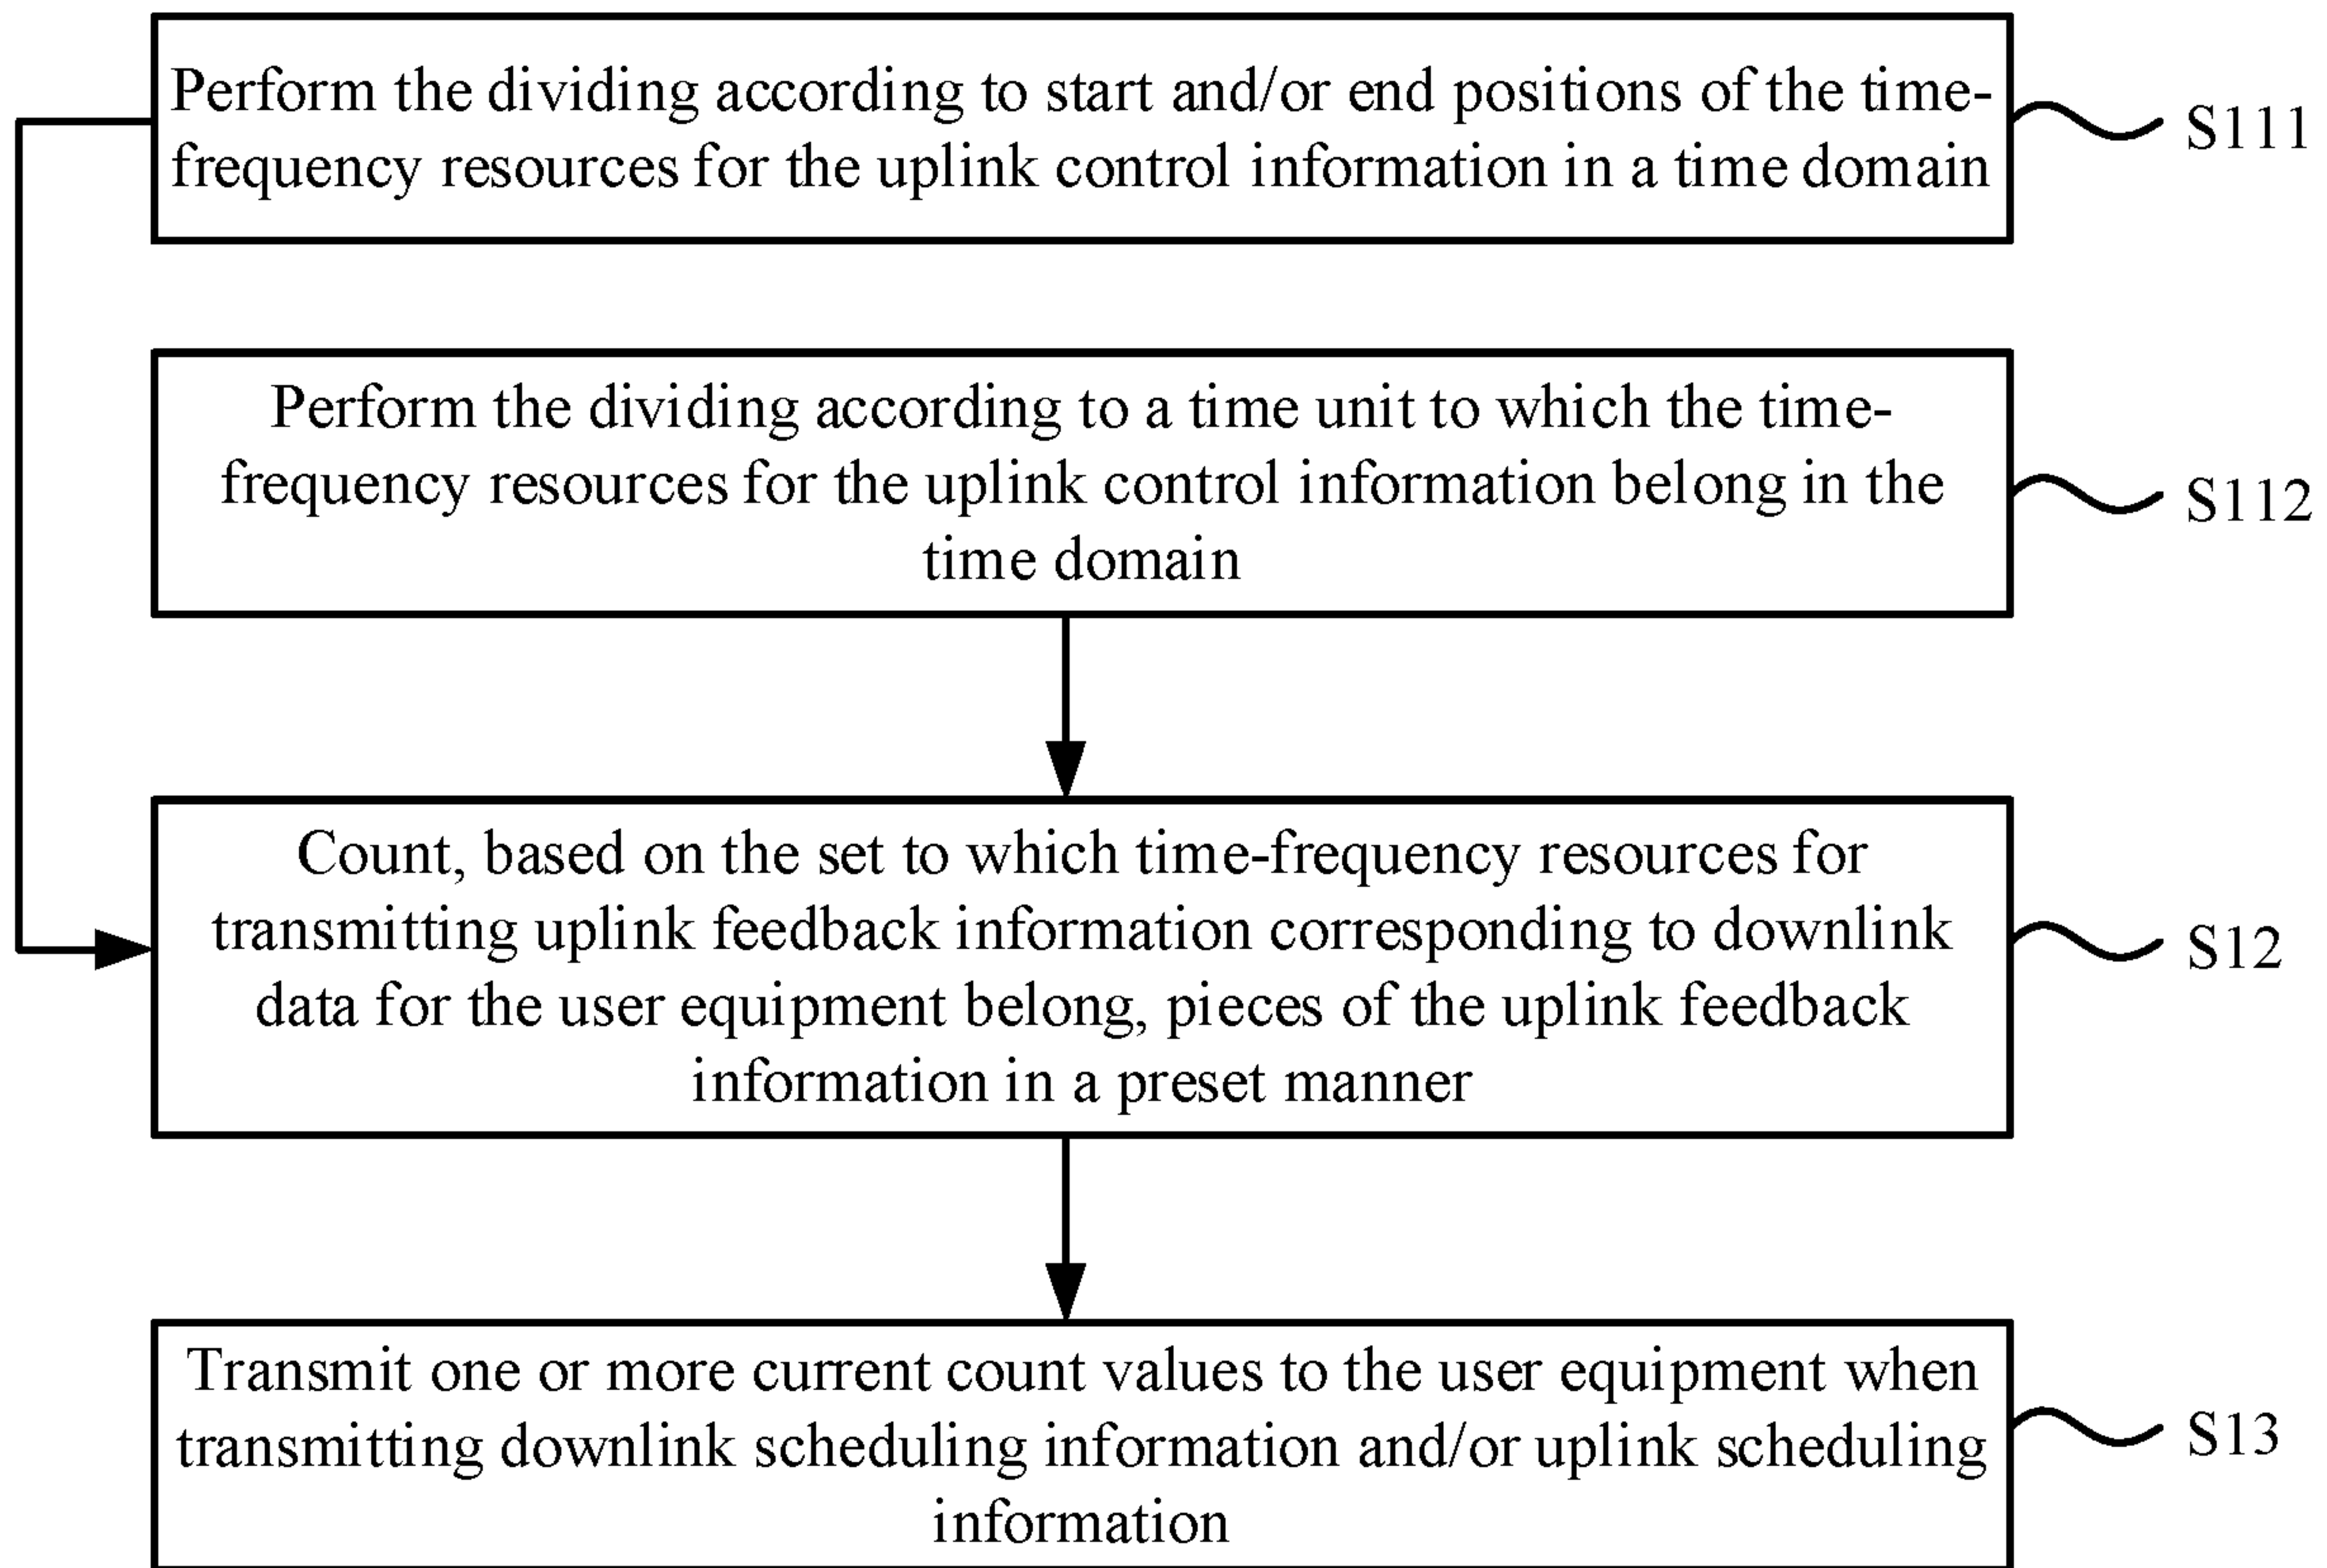 Perform the dividing according to start and/or end positions of the time-
frequency resources for the uplink control information in a time domain
S111
Perform the dividing according to a time unit to which the time-
frequency resources for the uplink control information belong in the
time domain
S112
Count, based on the set to which time-frequency resources for
transmitting uplink feedback information corresponding to downlink
data for the user equipment belong, pieces of the uplink feedback
information in a preset manner
S12
Transmit one or more current count values to the user equipment when
transmitting downlink scheduling information and/or uplink scheduling
information
S13